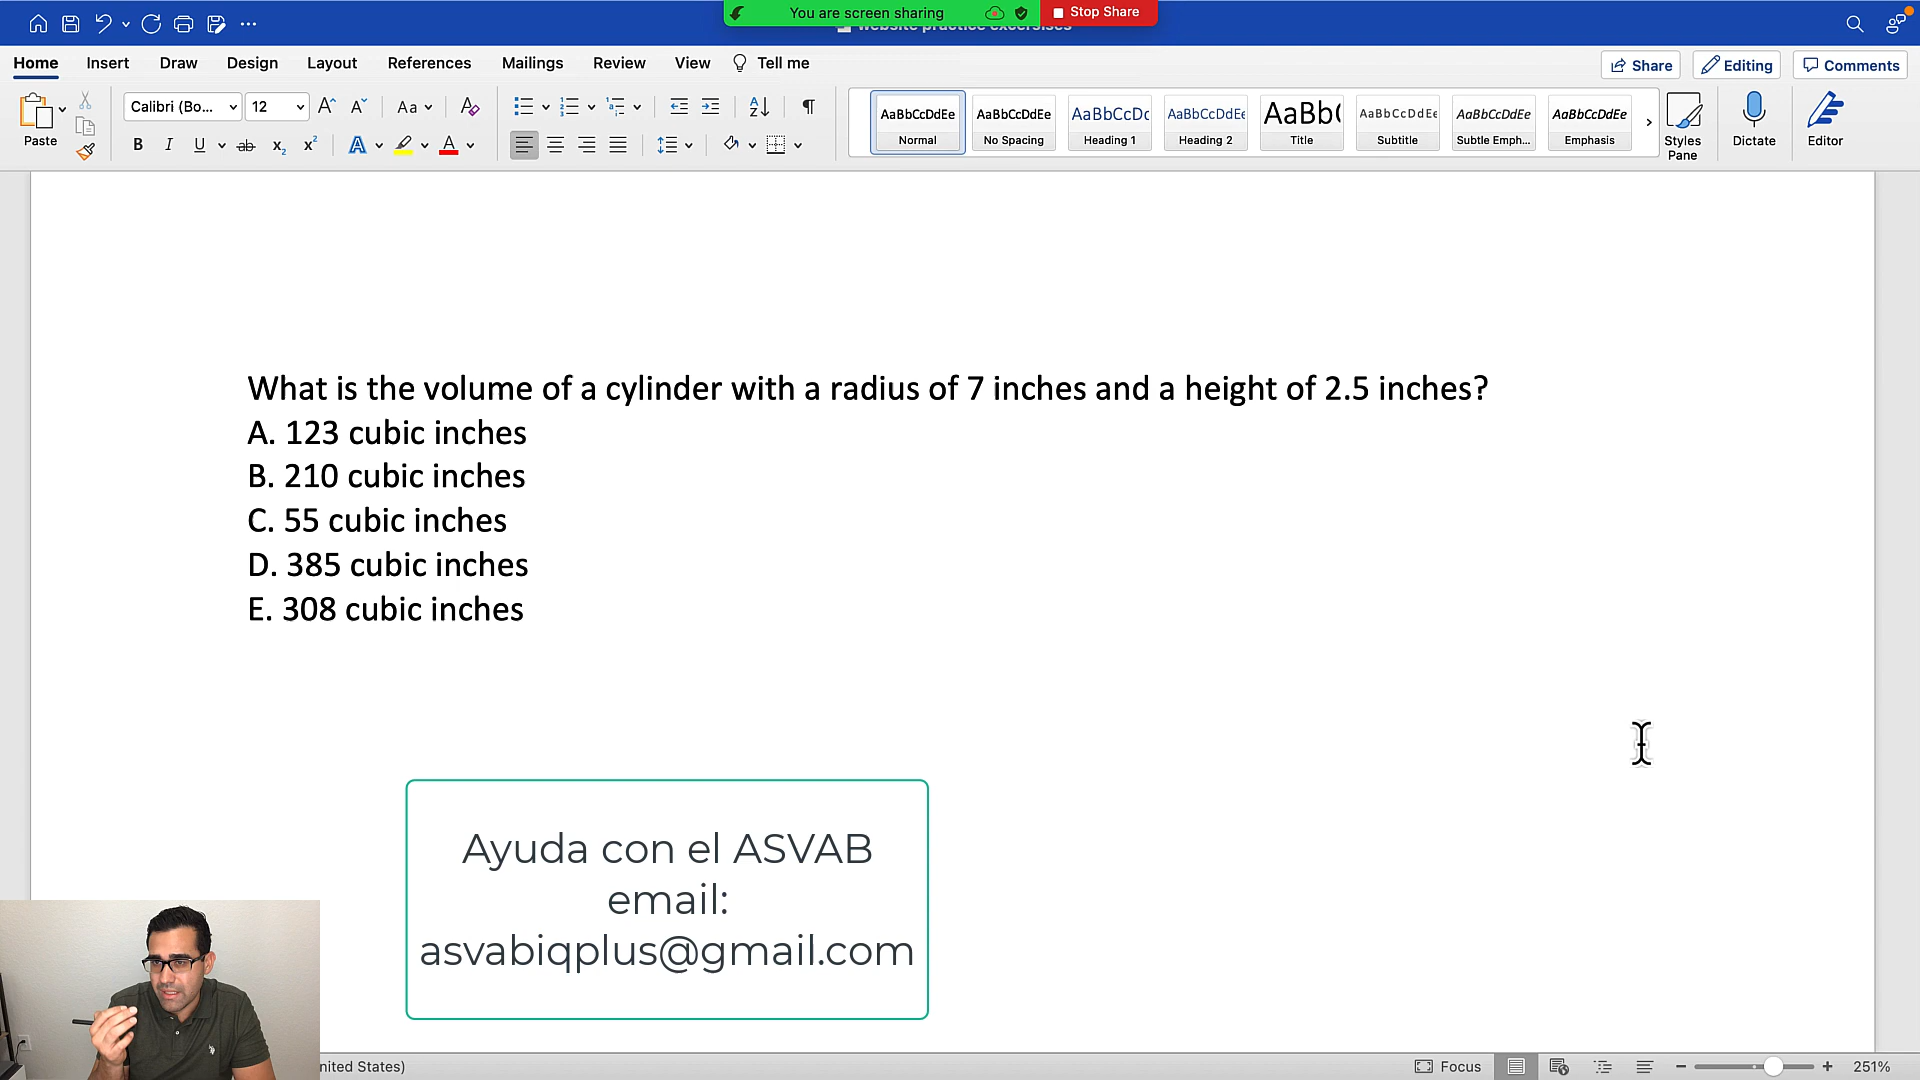 You are screen sharing
Stop Share
Home Insert Draw Design Layout References Mailings Review View Tell me
Share Editing Comments
Calibri (Bo... 12
Aa
Paste
AaBbCcDdEe AaBbCcDdEe AaBbCcDc AaBbCcDdEe AaBb( AaBbCcDdEe AaBbCcDdEe AaBbCcDdEe
Normal No Spacing Heading 1 Heading 2 Title Subtitle Subtle Emph... Emphasis
Styles Pane
Dictate
Editor
What is the volume of a cylinder with a radius of 7 inches and a height of 2.5 inches?
A. 123 cubic inches
B. 210 cubic inches
C. 55 cubic inches
D. 385 cubic inches
E. 308 cubic inches
Ayuda con el ASVAB
email:
asvabiqplus@gmail.com
nited States)
Focus
251%